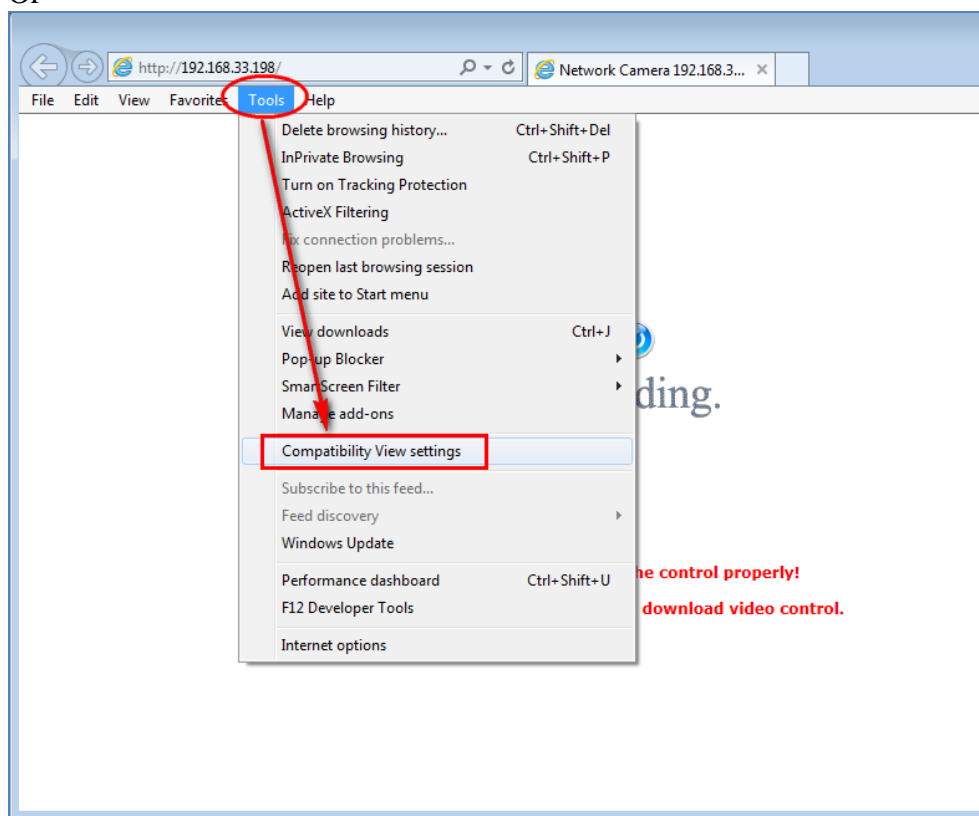 http://192.168.33.198/
Network Camera 192.168.3...
File Edit View Favorites Tools Help
Delete browsing history... Ctrl+Shift+Del
InPrivate Browsing Ctrl+Shift+P
Turn on Tracking Protection
ActiveX Filtering
Fix connection problems...
Reopen last browsing session
Add site to Start menu
View downloads Ctrl+J
Pop-up Blocker
SmartScreen Filter
ding.
Manage add-ons
Compatibility View settings
Subscribe to this feed...
Feed discovery
Windows Update
he control properly!
Performance dashboard Ctrl+Shift+U
F12 Developer Tools
download video control.
Internet options